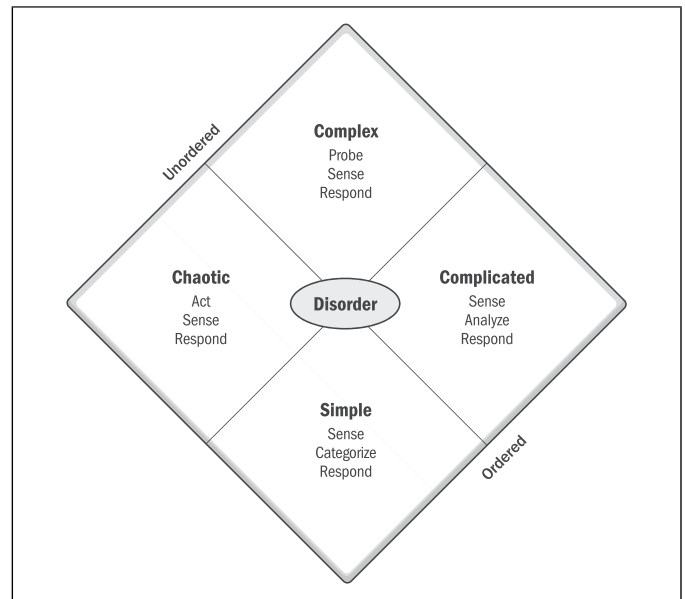 Unordered
Complex
Probe
Sense
Respond
Chaotic
Act
Sense
Respond
Disorder
Complicated
Sense
Analyze
Respond
Simple
Sense
Categorize
Respond
Ordered